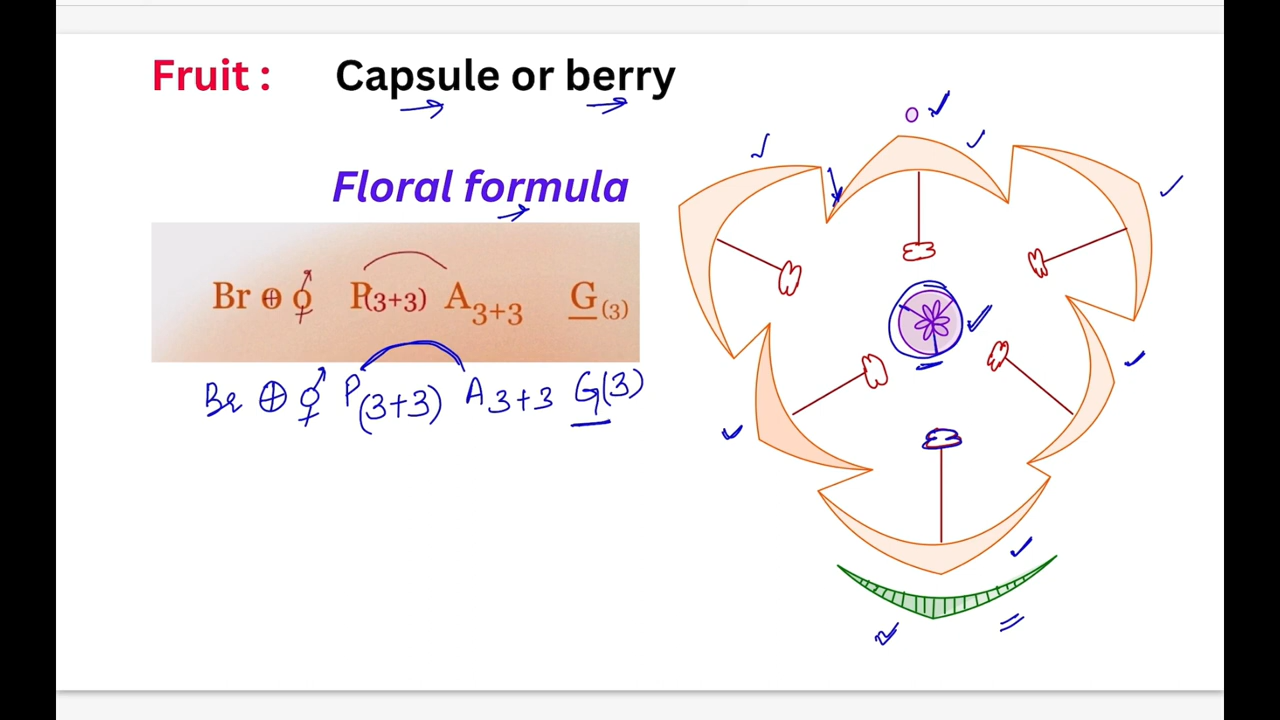 Fruit : Capsule or berry
Floral formula
Br ⊕ ⚥ P(3+3) A3+3 G(3)
Br ⊕ ⚥ P(3+3) A3+3 G(3)